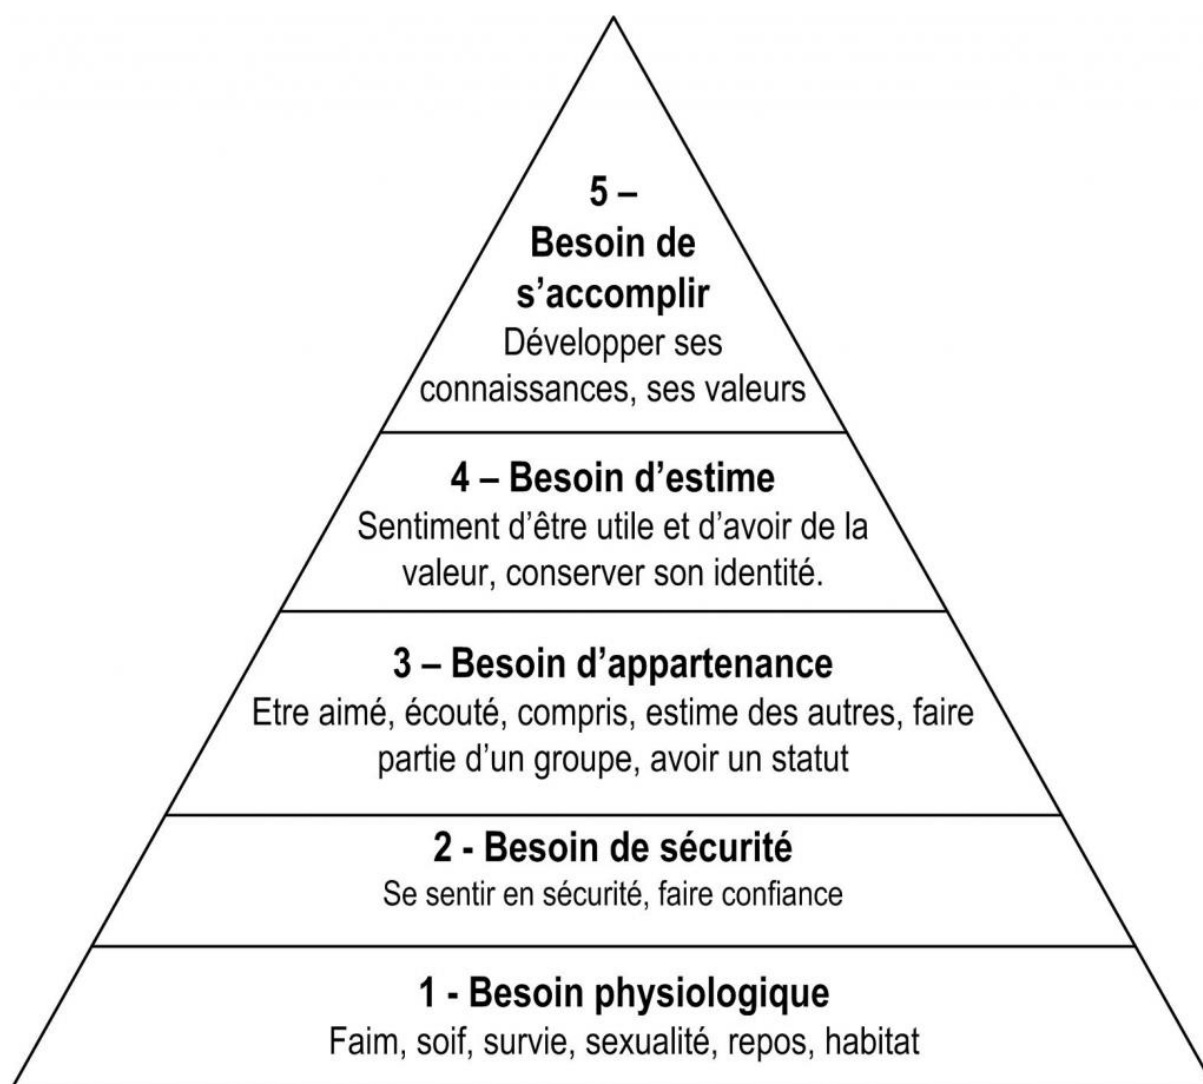 5 –
Besoin de
s’accomplir
Développer ses
connaissances, ses valeurs
4 – Besoin d’estime
Sentiment d’être utile et d’avoir de la
valeur, conserver son identité.
3 – Besoin d’appartenance
Etre aimé, écouté, compris, estime des autres, faire
partie d’un groupe, avoir un statut
2 - Besoin de sécurité
Se sentir en sécurité, faire confiance
1 - Besoin physiologique
Faim, soif, survie, sexualité, repos, habitat